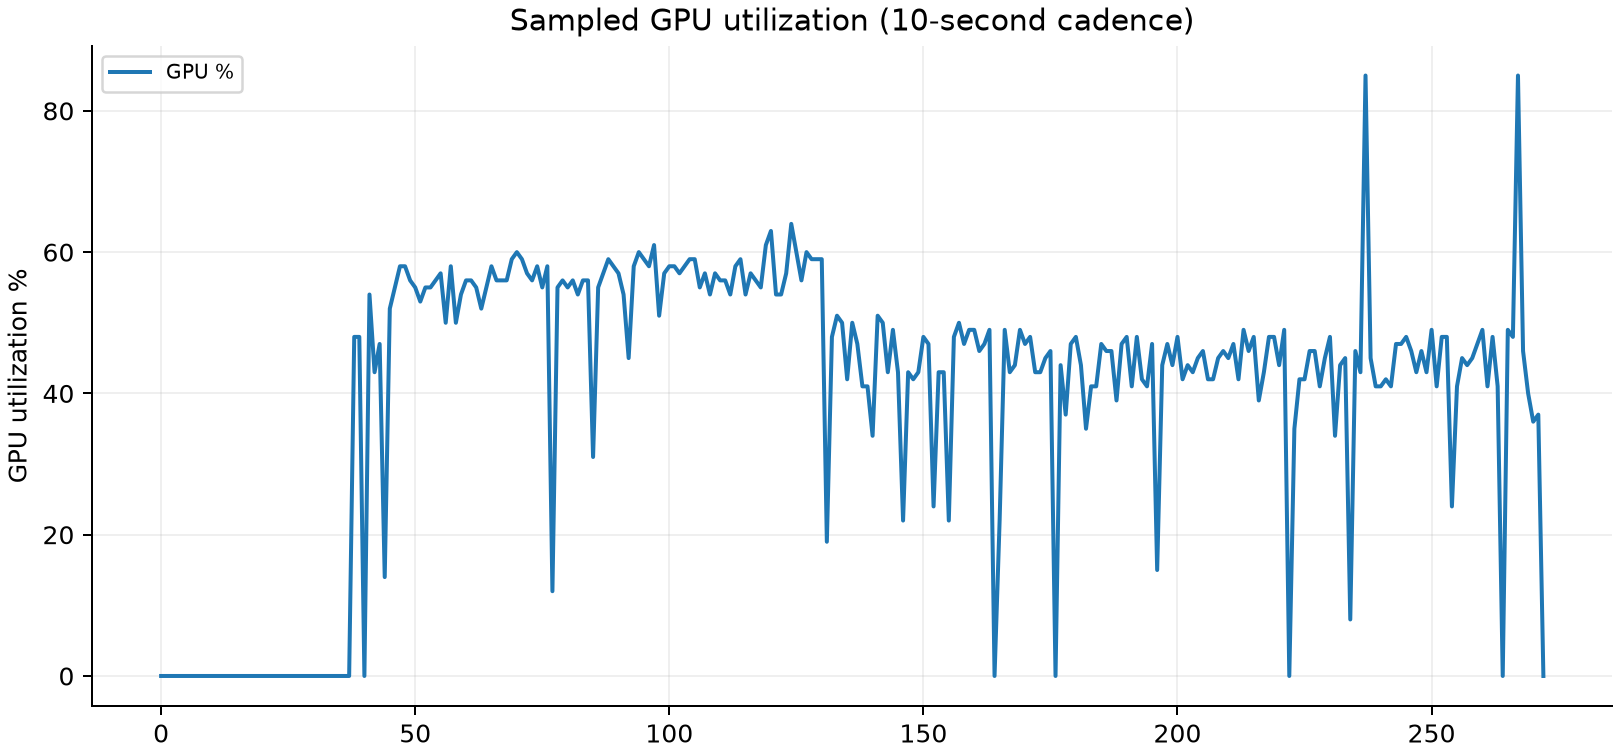 Sampled GPU utilization (10-second cadence)
GPU %
GPU utilization %
80
60
40
20
0
0 50 100 150 200 250